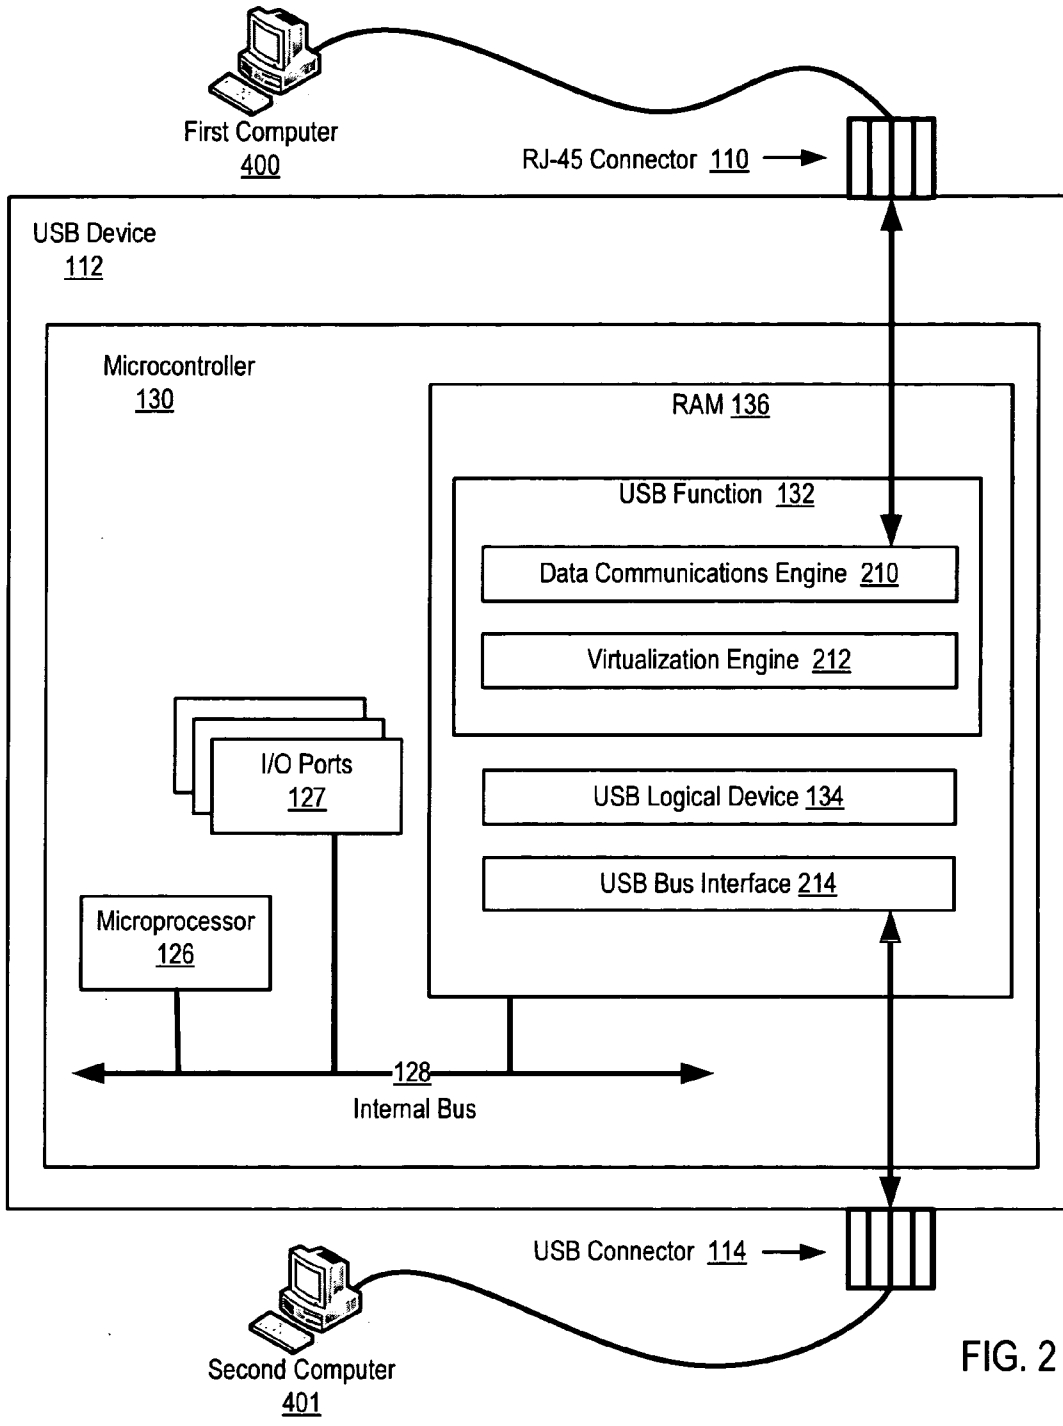 First Computer
400
RJ-45 Connector 110
USB Device
112
Microcontroller
130
RAM 136
USB Function 132
Data Communications Engine 210
Virtualization Engine 212
I/O Ports
127
USB Logical Device 134
USB Bus Interface 214
Microprocessor
126
128
Internal Bus
USB Connector 114
Second Computer
401
FIG. 2